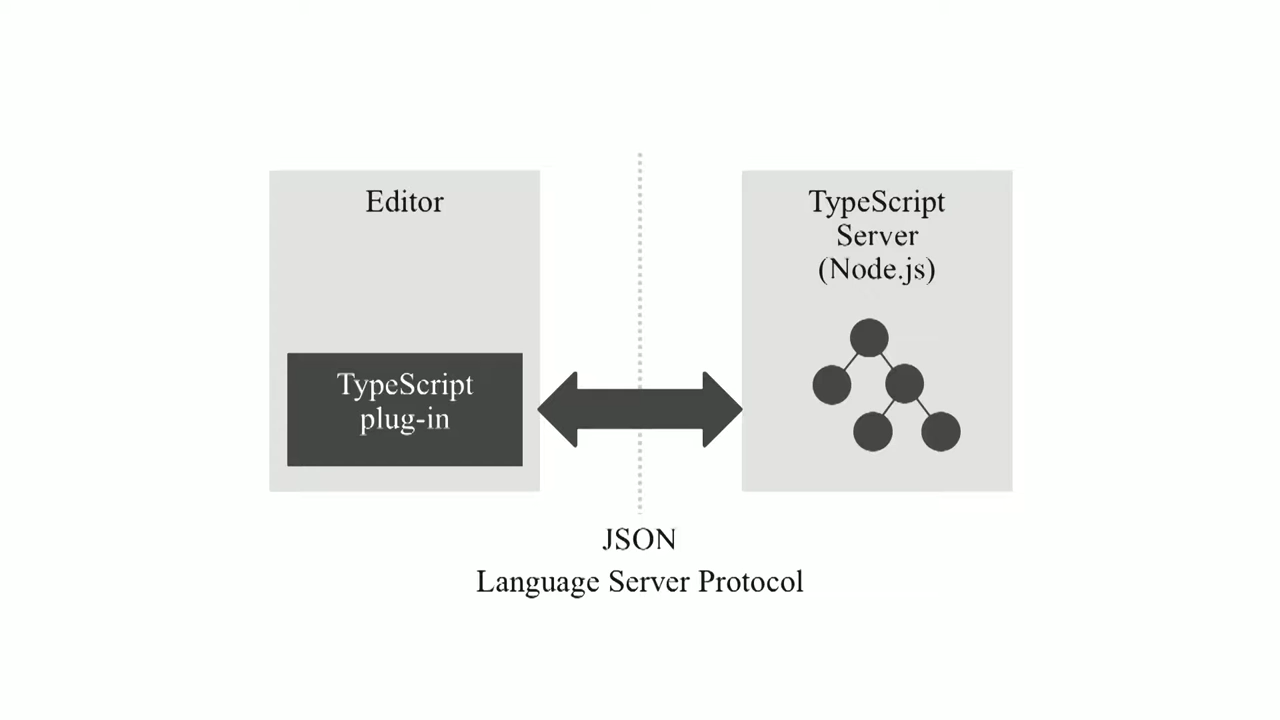 Editor
TypeScript
plug-in
TypeScript
Server
(Node.js)
JSON
Language Server Protocol